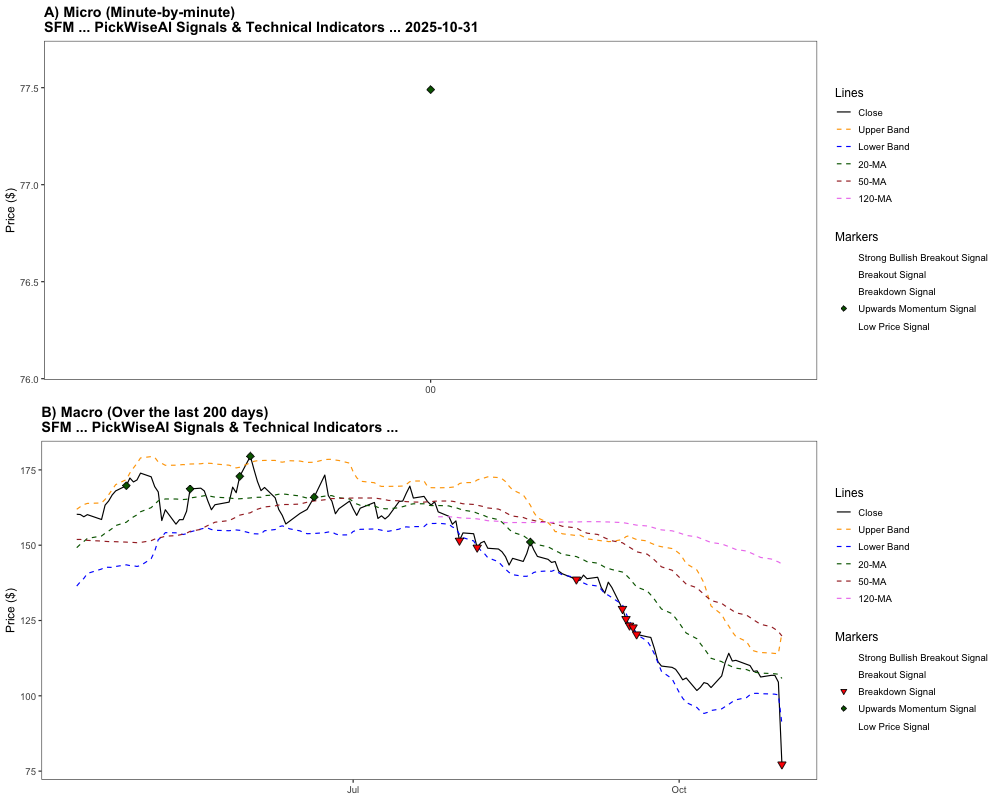 A) Micro (Minute-by-minute)
SFM ... PickWiseAI Signals & Technical Indicators ... 2025-10-31
Price ($)
77.5
77.0
76.5
76.0
00
Lines
Close
Upper Band
Lower Band
20-MA
50-MA
120-MA
Markers
Strong Bullish Breakout Signal
Breakout Signal
Breakdown Signal
Upwards Momentum Signal
Low Price Signal
B) Macro (Over the last 200 days)
SFM ... PickWiseAI Signals & Technical Indicators ...
Price ($)
175
150
125
100
75
Jul
Oct
Lines
Close
Upper Band
Lower Band
20-MA
50-MA
120-MA
Markers
Strong Bullish Breakout Signal
Breakout Signal
Breakdown Signal
Upwards Momentum Signal
Low Price Signal